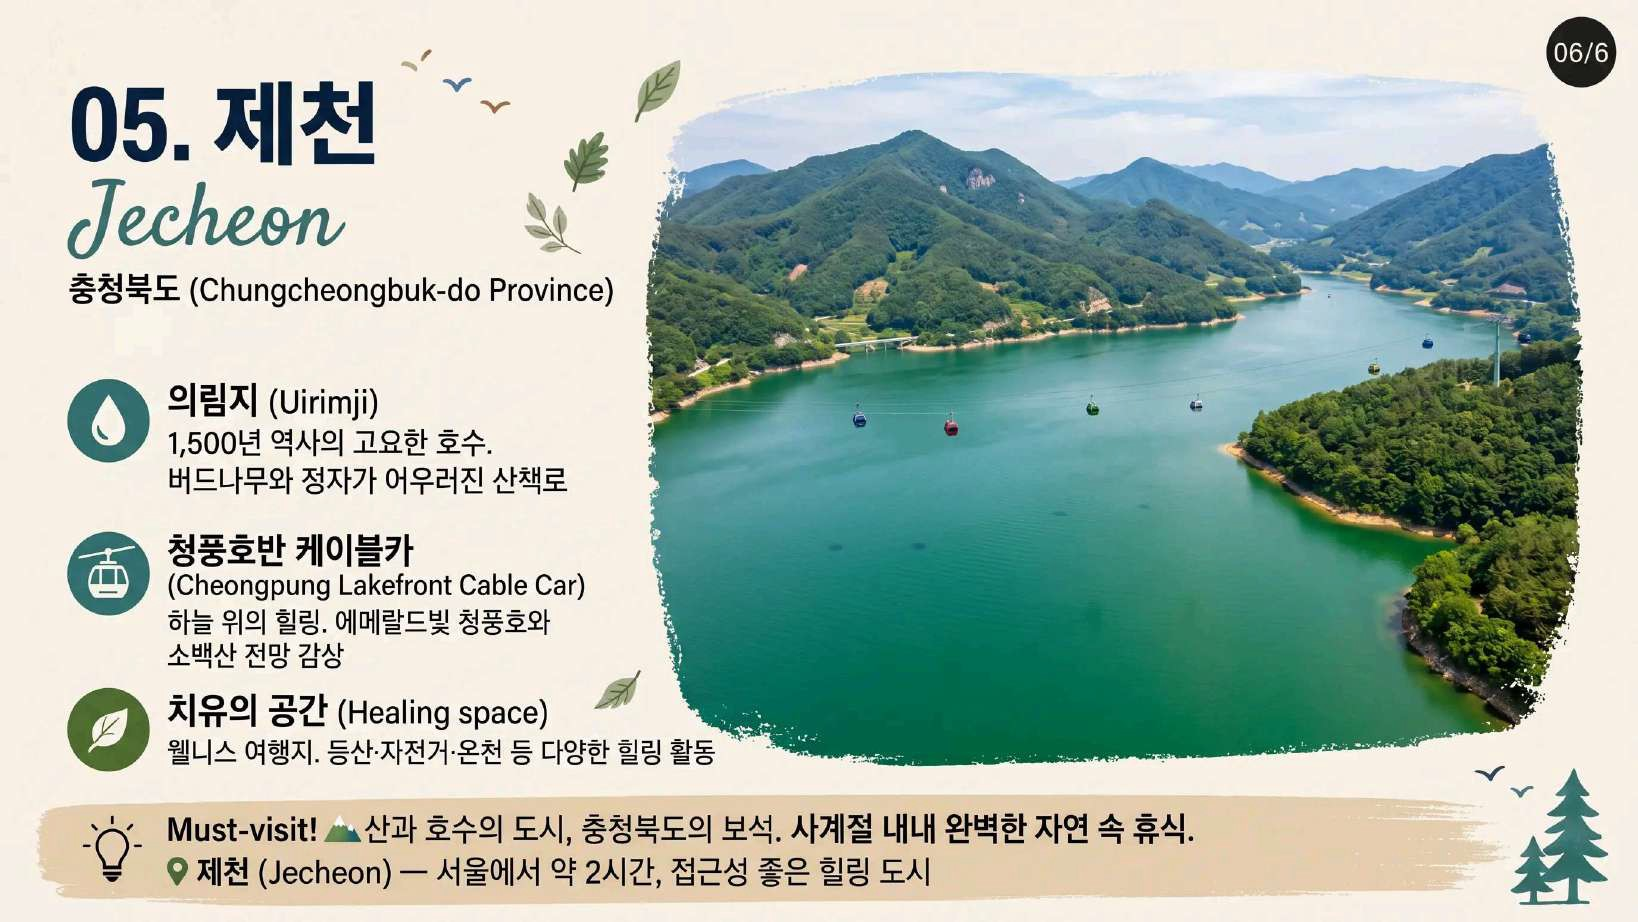 06/6
05. 제천
Jecheon
충청북도 (Chungcheongbuk-do Province)
의림지 (Uirimji)
1,500년 역사의 고요한 호수.
버드나무와 정자가 어우러진 산책로
청풍호반 케이블카
(Cheongpung Lakefront Cable Car)
하늘 위의 힐링. 에메랄드빛 청풍호와
소백산 전망 감상
치유의 공간 (Healing space)
웰니스 여행지. 등산·자전거·온천 등 다양한 힐링 활동
Must-visit! 산과 호수의 도시, 충청북도의 보석. 사계절 내내 완벽한 자연 속 휴식.
제천 (Jecheon) — 서울에서 약 2시간, 접근성 좋은 힐링 도시